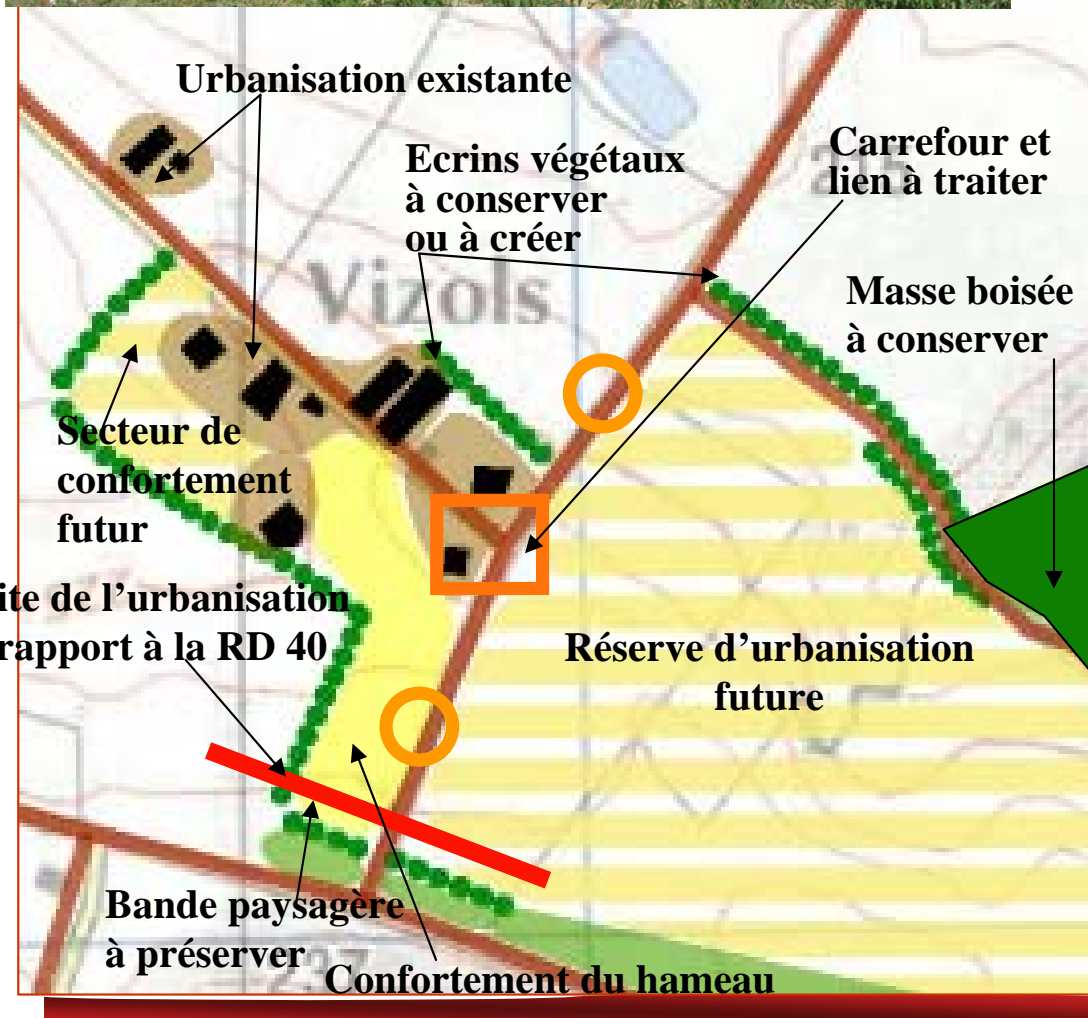 Urbanisation existante
Ecrins végétaux
à conserver
ou à créer
Carrefour et
lien à traiter
Vizols
Masse boisée
à conserver
Secteur de
confortement
futur
ite de l’urbanisation
rapport à la RD 40
Réserve d’urbanisation
future
Bande paysagère
à préserver
237
Confortement du hameau